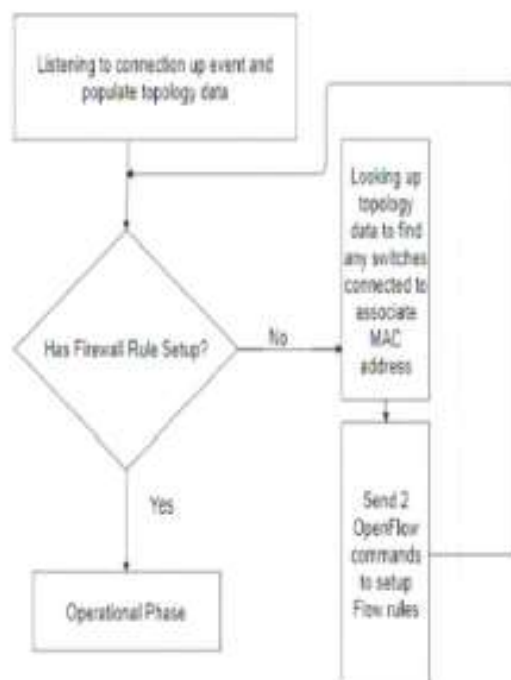 Listening to connection up event and
populate topology data
Looking up
topology
data to find
any switches
connected to
associate
MAC
address
Has Firewall Rule Setup?
No
Yes
Send 2
OpenFlow
commands
to setup
Flow rules
Operational Phase